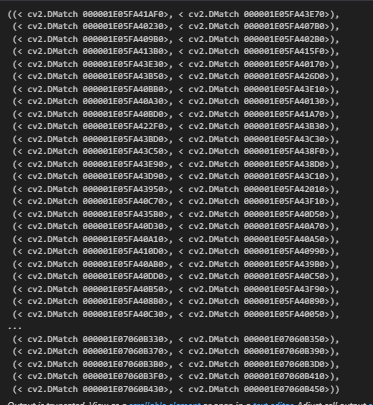 ((< cv2.DMatch 000001E05FA41AF0>, < cv2.DMatch 000001E05FA43E70>),
(< cv2.DMatch 000001E05FA40230>, < cv2.DMatch 000001E05FA407B0>),
(< cv2.DMatch 000001E05FA409B0>, < cv2.DMatch 000001E05FA402B0>),
(< cv2.DMatch 000001E05FA413B0>, < cv2.DMatch 000001E05FA415F0>),
(< cv2.DMatch 000001E05FA43E30>, < cv2.DMatch 000001E05FA40170>),
(< cv2.DMatch 000001E05FA43B50>, < cv2.DMatch 000001E05FA426D0>),
(< cv2.DMatch 000001E05FA40BB0>, < cv2.DMatch 000001E05FA43E10>),
(< cv2.DMatch 000001E05FA40A30>, < cv2.DMatch 000001E05FA40130>),
(< cv2.DMatch 000001E05FA40BD0>, < cv2.DMatch 000001E05FA41A70>),
(< cv2.DMatch 000001E05FA422F0>, < cv2.DMatch 000001E05FA43B30>),
(< cv2.DMatch 000001E05FA43BD0>, < cv2.DMatch 000001E05FA43C30>),
(< cv2.DMatch 000001E05FA43C50>, < cv2.DMatch 000001E05FA438F0>),
(< cv2.DMatch 000001E05FA43E90>, < cv2.DMatch 000001E05FA438D0>),
(< cv2.DMatch 000001E05FA43D90>, < cv2.DMatch 000001E05FA43C10>),
(< cv2.DMatch 000001E05FA43950>, < cv2.DMatch 000001E05FA42010>),
(< cv2.DMatch 000001E05FA40C70>, < cv2.DMatch 000001E05FA43F10>),
(< cv2.DMatch 000001E05FA435B0>, < cv2.DMatch 000001E05FA40D50>),
(< cv2.DMatch 000001E05FA40D30>, < cv2.DMatch 000001E05FA40A70>),
(< cv2.DMatch 000001E05FA40A10>, < cv2.DMatch 000001E05FA40A50>),
(< cv2.DMatch 000001E05FA410D0>, < cv2.DMatch 000001E05FA40990>),
(< cv2.DMatch 000001E05FA40AB0>, < cv2.DMatch 000001E05FA439B0>),
(< cv2.DMatch 000001E05FA40DD0>, < cv2.DMatch 000001E05FA40C50>),
(< cv2.DMatch 000001E05FA40B50>, < cv2.DMatch 000001E05FA43F90>),
(< cv2.DMatch 000001E05FA408B0>, < cv2.DMatch 000001E05FA40890>),
(< cv2.DMatch 000001E05FA40C30>, < cv2.DMatch 000001E05FA40050>),
...
(< cv2.DMatch 000001E07060B330>, < cv2.DMatch 000001E07060B350>),
(< cv2.DMatch 000001E07060B370>, < cv2.DMatch 000001E07060B390>),
(< cv2.DMatch 000001E07060B3B0>, < cv2.DMatch 000001E07060B3D0>),
(< cv2.DMatch 000001E07060B3F0>, < cv2.DMatch 000001E07060B410>),
(< cv2.DMatch 000001E07060B430>, < cv2.DMatch 000001E07060B450>))
Output is truncated. View as a scrollable element or open in a text editor. Adjust cell output